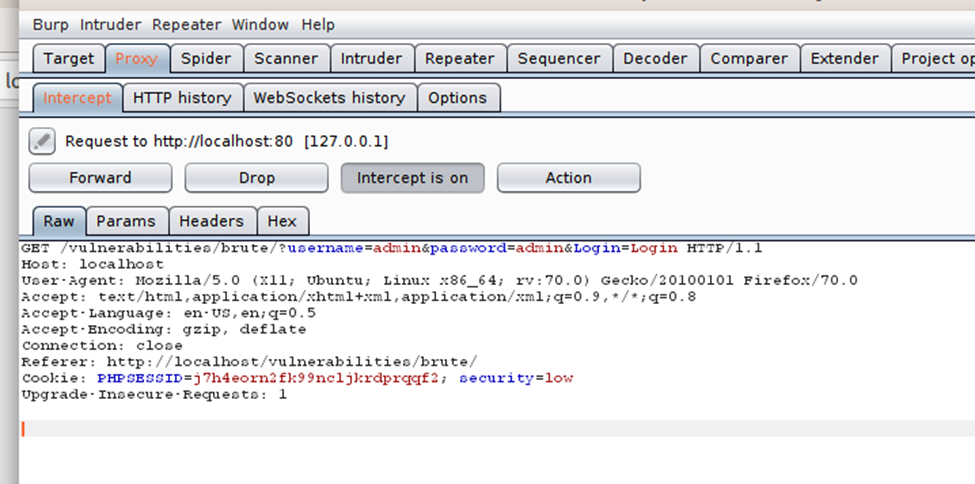 Burp Intruder Repeater Window Help
Target Proxy Spider Scanner Intruder Repeater Sequencer Decoder Comparer Extender Project op
Intercept HTTP history WebSockets history Options
Request to http://localhost:80 [127.0.0.1]
Forward Drop Intercept is on Action
Raw Params Headers Hex
GET /vulnerabilities/brute/?username=admin&password=admin&Login=Login HTTP/1.1
Host: localhost
User-Agent: Mozilla/5.0 (X11; Ubuntu; Linux x86_64; rv:70.0) Gecko/20100101 Firefox/70.0
Accept: text/html,application/xhtml+xml,application/xml;q=0.9,*/*;q=0.8
Accept-Language: en-US,en;q=0.5
Accept-Encoding: gzip, deflate
Connection: close
Referer: http://localhost/vulnerabilities/brute/
Cookie: PHPSESSID=j7h4eorn2fk99ncljkrdprqqf2; security=low
Upgrade-Insecure-Requests: 1